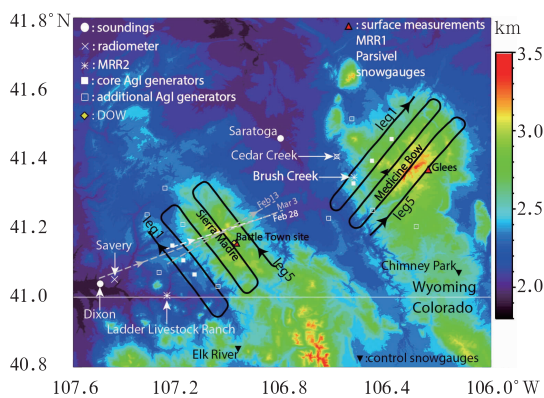 41.8°N
: soundings
: radiometer
: MRR2
: core AgI generators
: additional AgI generators
: DOW
: surface measurements
MRR1
Parsivel
snowgauges
km
3.5
3.0
2.5
2.0
1.8
41.6
41.4
41.2
41.0
40.8
Saratoga
Cedar Creek
Brush Creek
leg1
Medicine Bow
Glees
leg5
Feb13
Mar 3
Feb 28
leg1
Sierra Madre
Battle Town site
leg5
Savery
Dixon
Ladder Livestock Ranch
Chimney Park
Wyoming
Colorado
Elk River
:control snowgauges
107.6
107.2
106.8
106.4
106.0°W